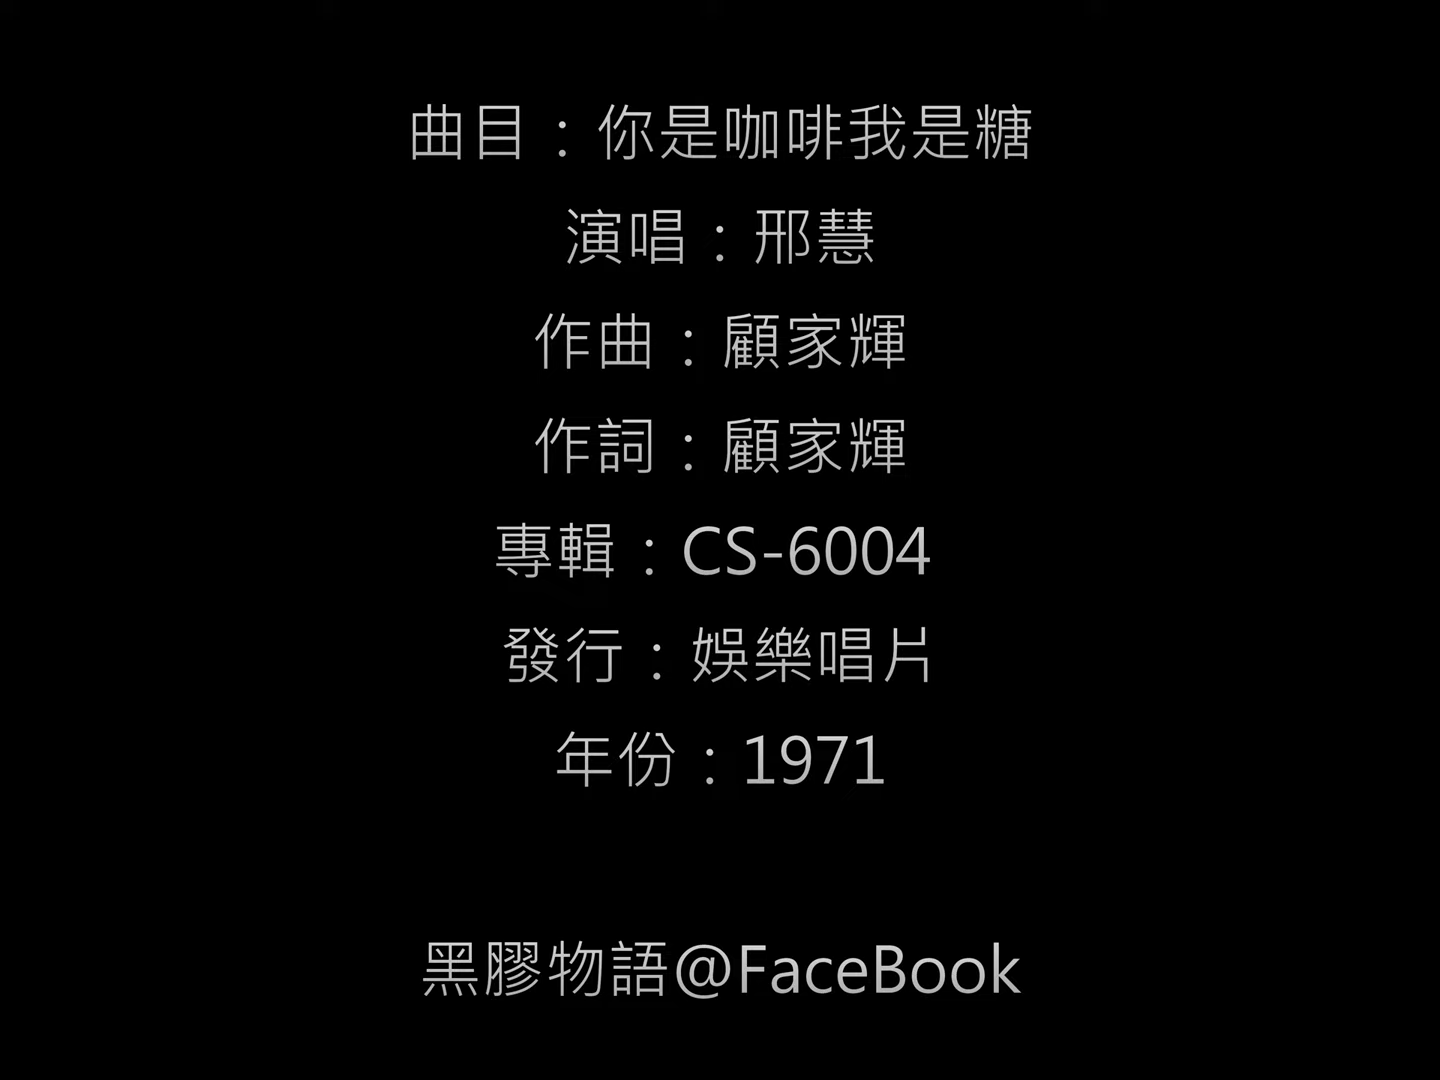 曲目：你是咖啡我是糖
演唱：邢慧
作曲：顧家輝
作詞：顧家輝
專輯：CS-6004
發行：娛樂唱片
年份：1971
黑膠物語@FaceBook